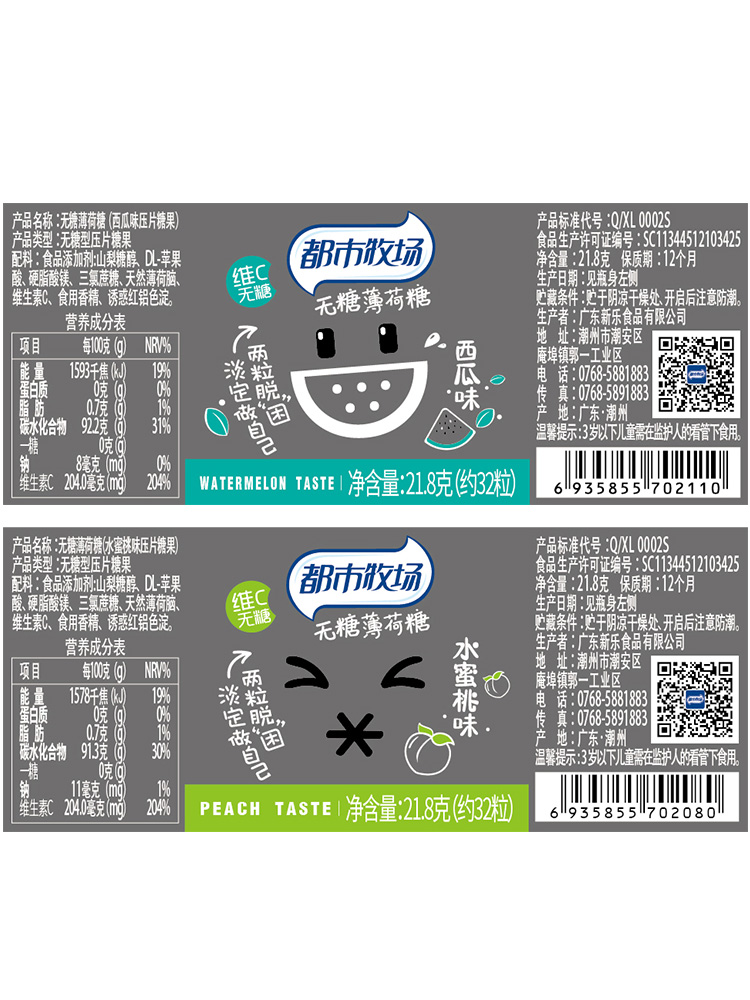 产品名称：无糖薄荷糖 (西瓜味压片糖果)
产品类型：无糖型压片糖果
配料：食品添加剂:山梨糖醇、DL-苹果
酸、硬脂酸镁、三氯蔗糖、天然薄荷脑、
维生素C、食用香精、诱惑红铝色淀。
营养成分表
项目 每100克 (g) NRV%
能 量 1593千焦 (kJ) 19%
蛋白质 0克 (g) 0%
脂 肪 0.7克 (g) 1%
碳水化合物 92.2克 (g) 31%
—糖 0克 (g)
钠 8毫克 (mg) 0%
维生素C 204.0毫克 (mg) 204%
都市牧场
维C
无糖
无糖薄荷糖
两粒脱“困”
淡定做自己
西瓜味
WATERMELON TASTE 净含量:21.8克 (约32粒)
产品标准代号：Q/XL 0002S
食品生产许可证编号：SC11344512103425
净含量：21.8克 保质期：12个月
生产日期：见瓶身左侧
贮藏条件：贮于阴凉干燥处、开启后注意防潮。
生产者：广东新乐食品有限公司
地 址：潮州市潮安区
庵埠镇郭一工业区
电 话：0768-5881883
传 真：0768-5891883
产 地：广东·潮州
温馨提示：3岁以下儿童需在监护人的看管下食用。
6 935855 702110
产品名称：无糖薄荷糖(水蜜桃味压片糖果)
产品类型：无糖型压片糖果
配料：食品添加剂:山梨糖醇、DL-苹果
酸、硬脂酸镁、三氯蔗糖、天然薄荷脑、
维生素C、食用香精、诱惑红铝色淀。
营养成分表
项目 每100克 (g) NRV%
能 量 1578千焦 (kJ) 19%
蛋白质 0克 (g) 0%
脂 肪 0.7克 (g) 1%
碳水化合物 91.3克 (g) 30%
—糖 0克 (g)
钠 11毫克 (mg) 1%
维生素C 204.0毫克 (mg) 204%
都市牧场
维C
无糖
无糖薄荷糖
两粒脱“困”
淡定做自己
水蜜桃味
PEACH TASTE 净含量:21.8克 (约32粒)
产品标准代号：Q/XL 0002S
食品生产许可证编号：SC11344512103425
净含量：21.8克 保质期：12个月
生产日期：见瓶身左侧
贮藏条件：贮于阴凉干燥处、开启后注意防潮。
生产者：广东新乐食品有限公司
地 址：潮州市潮安区
庵埠镇郭一工业区
电 话：0768-5881883
传 真：0768-5891883
产 地：广东·潮州
温馨提示：3岁以下儿童需在监护人的看管下食用。
6 935855 702080